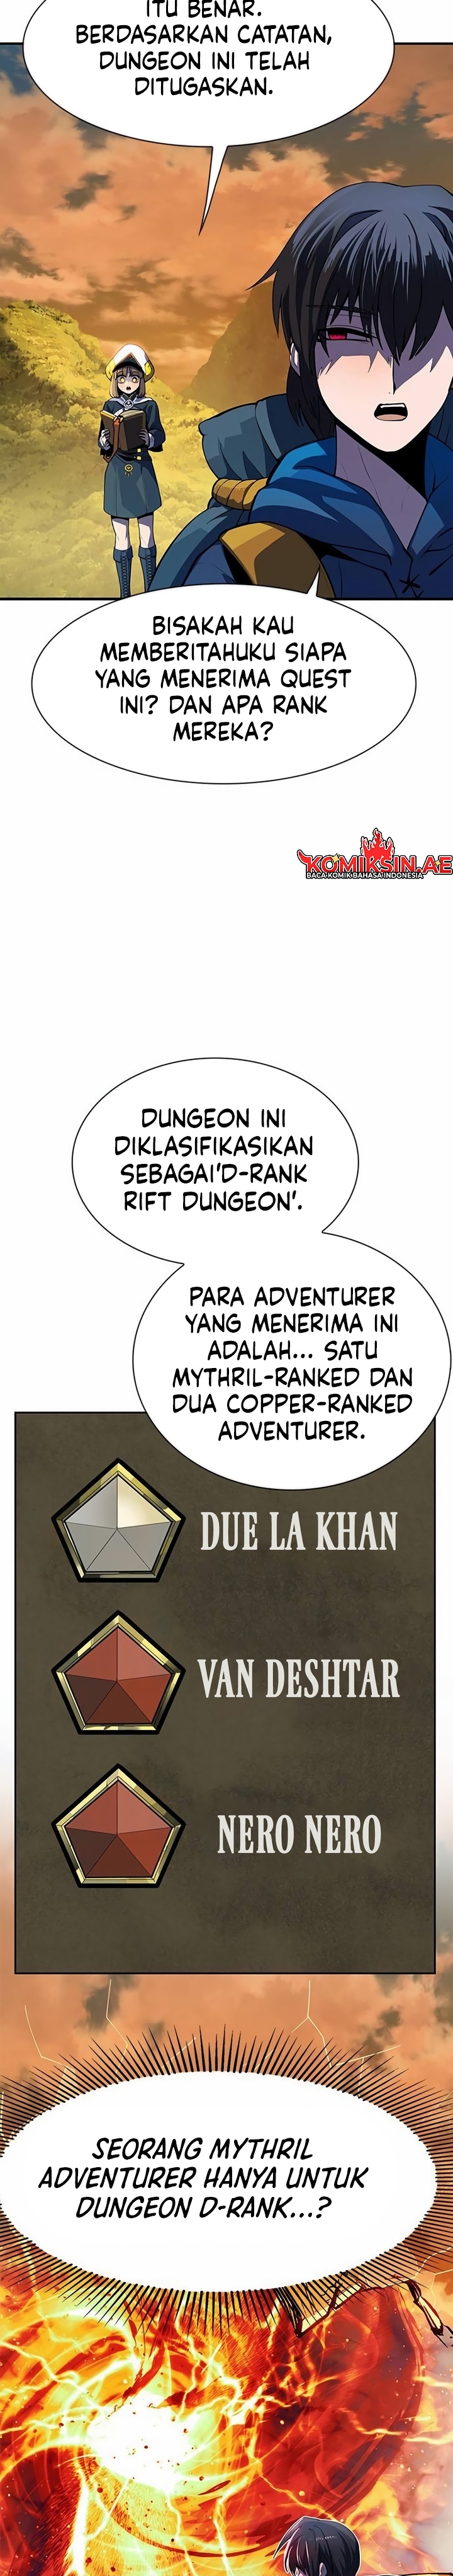 ITU BENAR.
BERDASARKAN CATATAN,
DUNGEON INI TELAH
DITUGASKAN.
BISAKAH KAU
MEMBERITAHUKU SIAPA
YANG MENERIMA QUEST
INI? DAN APA RANK
MEREKA?
KOMIKSIN.AE
BACA KOMIK BAHASA INDONESIA
DUNGEON INI
DIKLASIFIKASIKAN
SEBAGAI'D-RANK
RIFT DUNGEON'.
PARA ADVENTURER
YANG MENERIMA INI
ADALAH... SATU
MYTHRIL-RANKED DAN
DUA COPPER-RANKED
ADVENTURER.
DUE LA KHAN
VAN DESHTAR
NERO NERO
SEORANG MYTHRIL
ADVENTURER HANYA UNTUK
DUNGEON D-RANK...?